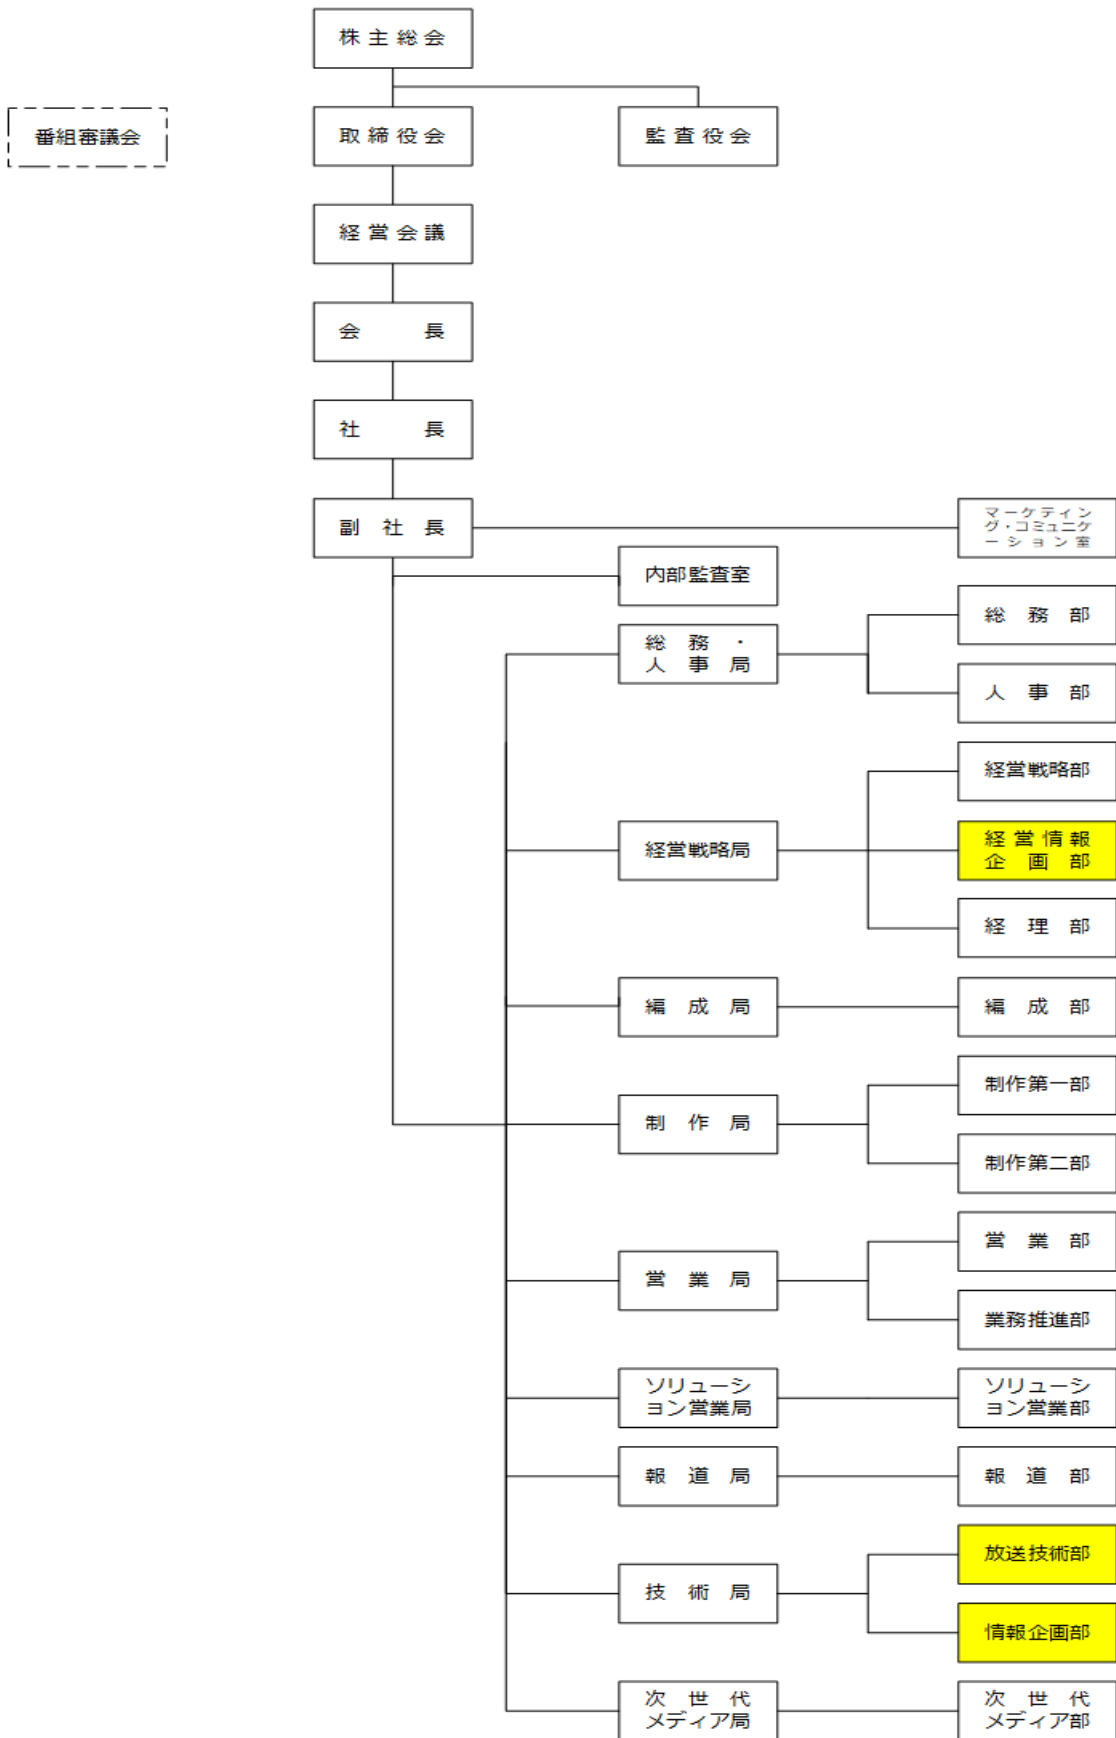 株主総会
番組審議会
取締役会
監査役会
経営会議
会長
社長
副社長
マーケティン
グ・コミュニケ
ーション室
内部監査室
総務・
人事局
総務部
人事部
経営戦略局
経営戦略部
経営情報
企画部
経理部
編成局
編成部
制作局
制作第一部
制作第二部
営業局
営業部
業務推進部
ソリューシ
ョン営業局
ソリューシ
ョン営業部
報道局
報道部
技術局
放送技術部
情報企画部
次世代
メディア局
次世代
メディア部